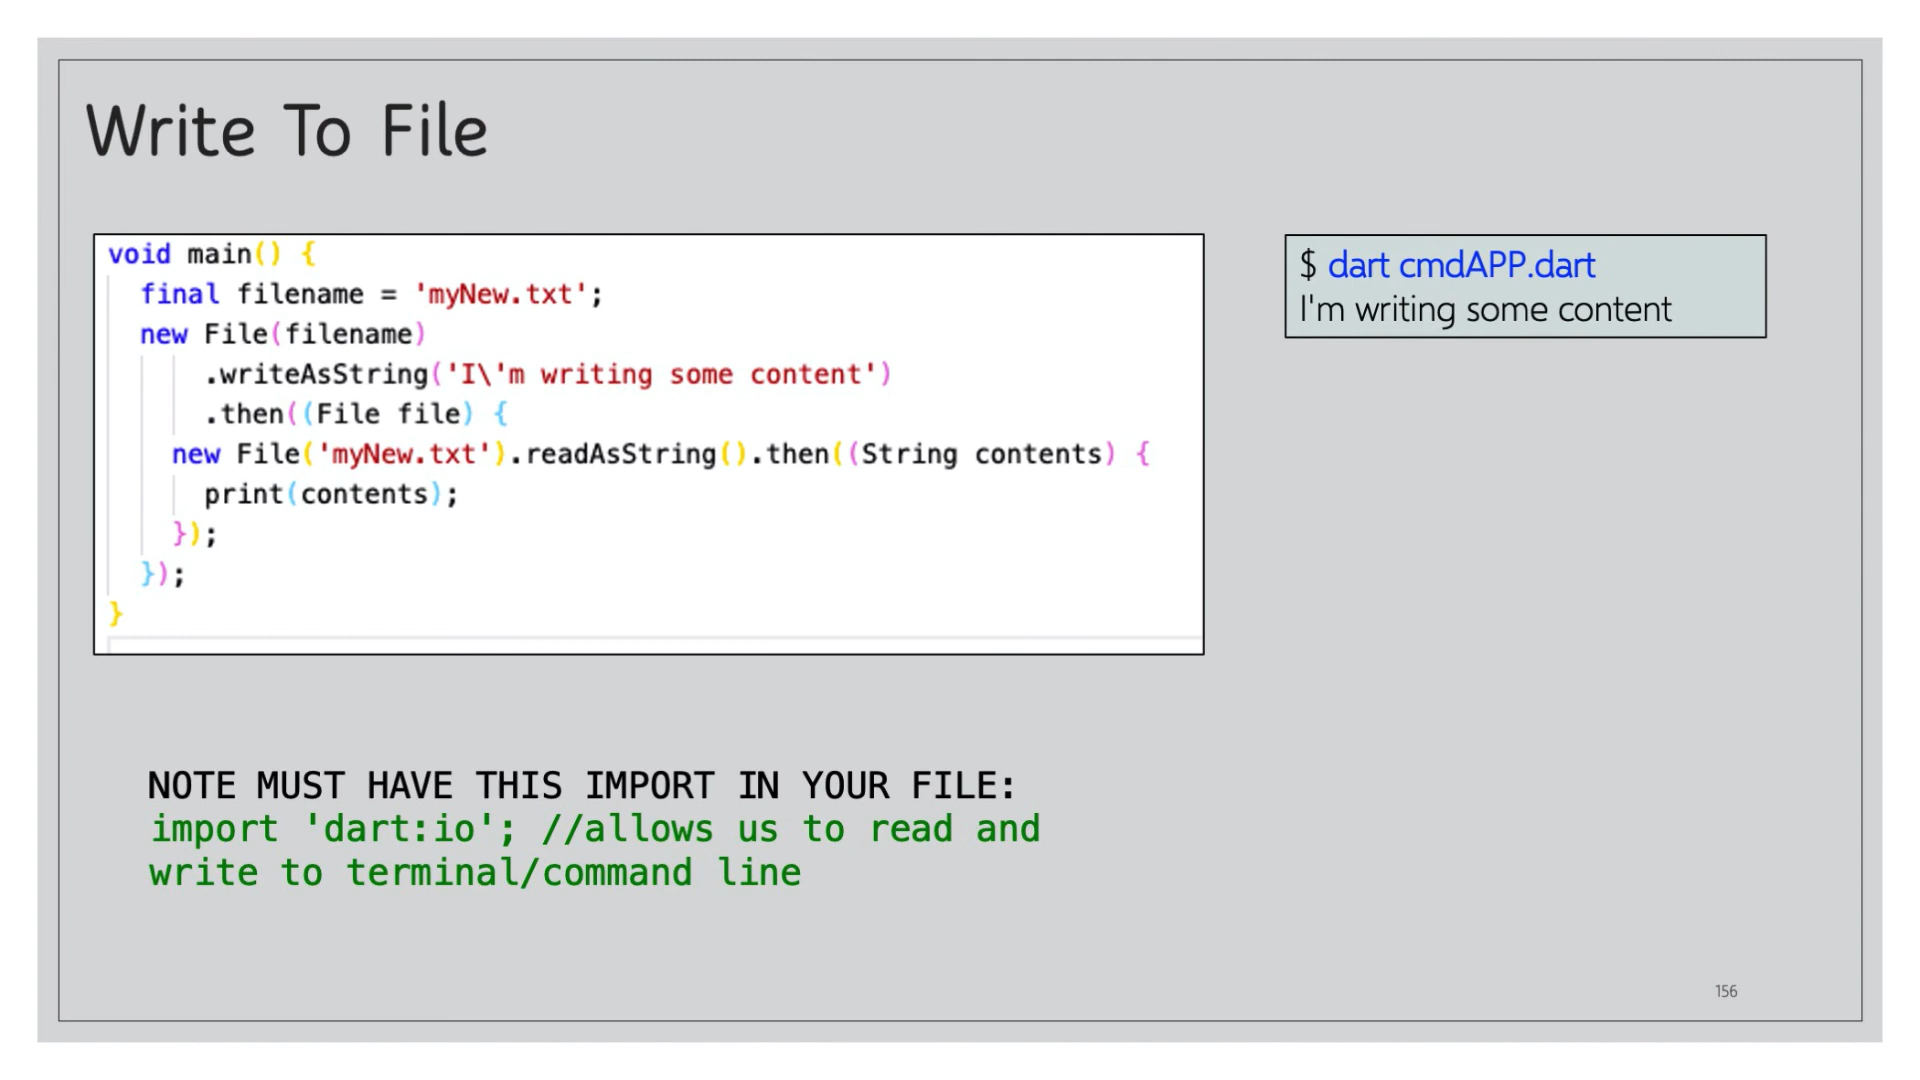 Write To File
void main() {
final filename = 'myNew.txt';
new File(filename)
.writeAsString('I\'m writing some content')
.then((File file) {
new File('myNew.txt').readAsString().then((String contents) {
print(contents);
});
});
}
$ dart cmdAPP.dart
I'm writing some content
NOTE MUST HAVE THIS IMPORT IN YOUR FILE:
import 'dart:io'; //allows us to read and
write to terminal/command line
156